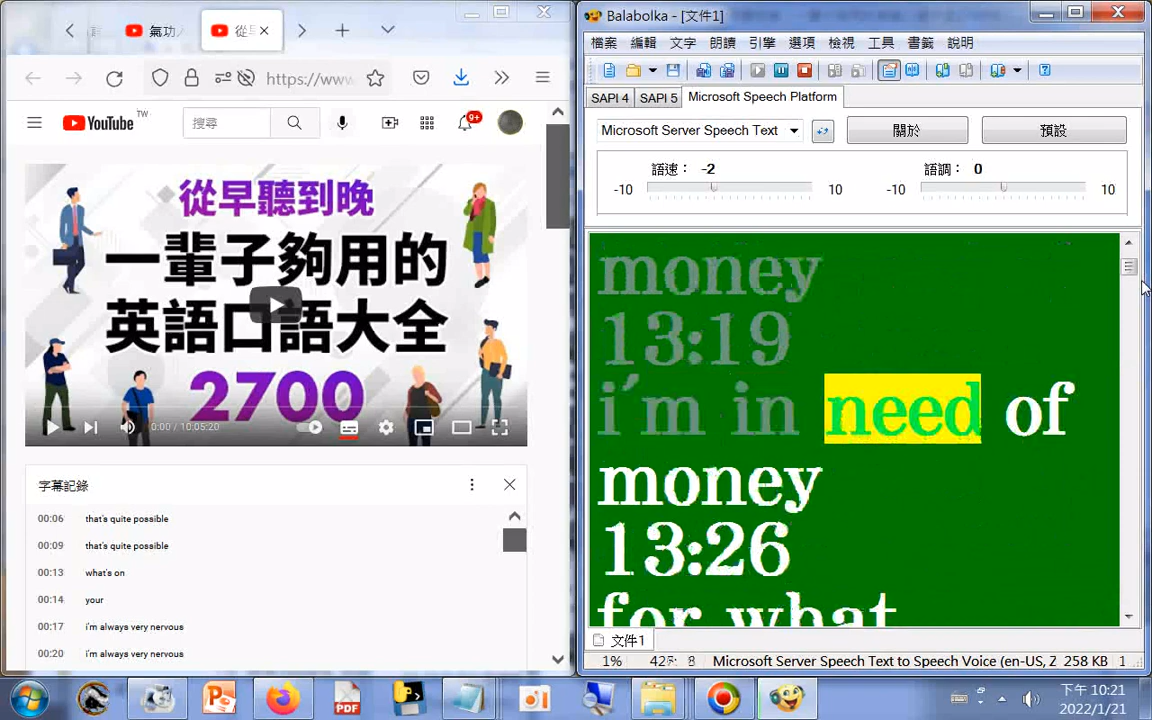 氣功
從
https://www
YouTube TW
搜尋
9+
從早聽到晚
一輩子夠用的
英語口語大全
2700
0:00 / 10:05:20
字幕記錄
00:06 that's quite possible
00:09 that's quite possible
00:13 what's on
00:14 your
00:17 i'm always very nervous
00:20 i'm always very nervous
Balabolka - [文件1]
檔案 編輯 文字 朗讀 引擎 選項 檢視 工具 書籤 說明
SAPI 4 SAPI 5 Microsoft Speech Platform
Microsoft Server Speech Text 關於 預設
語速： -2 語調： 0
-10 10 -10 10
money
13:19
i'm in need of
money
13:26
for what
文件1
1% Microsoft Server Speech Text to Speech Voice (en-US, Z 258 KB 1
PDF
下午 10:21
2022/1/21